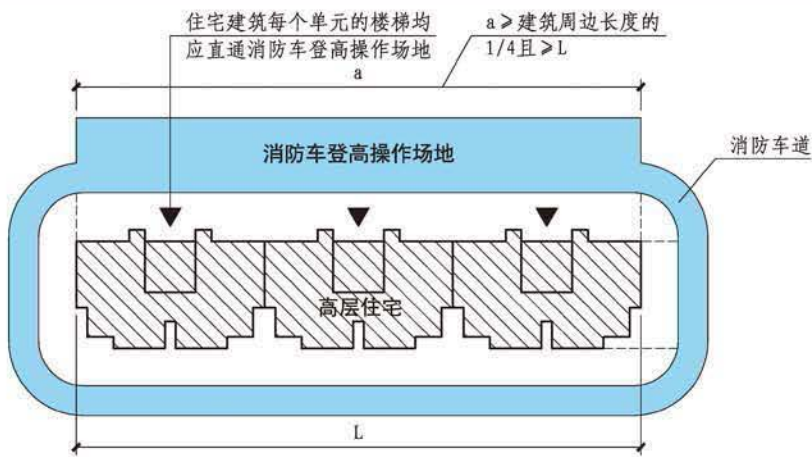 住宅建筑每个单元的楼梯均
应直通消防车登高操作场地
a≥建筑周边长度的
1/4且≥L
a
消防车道
消防车登高操作场地
高层住宅
L